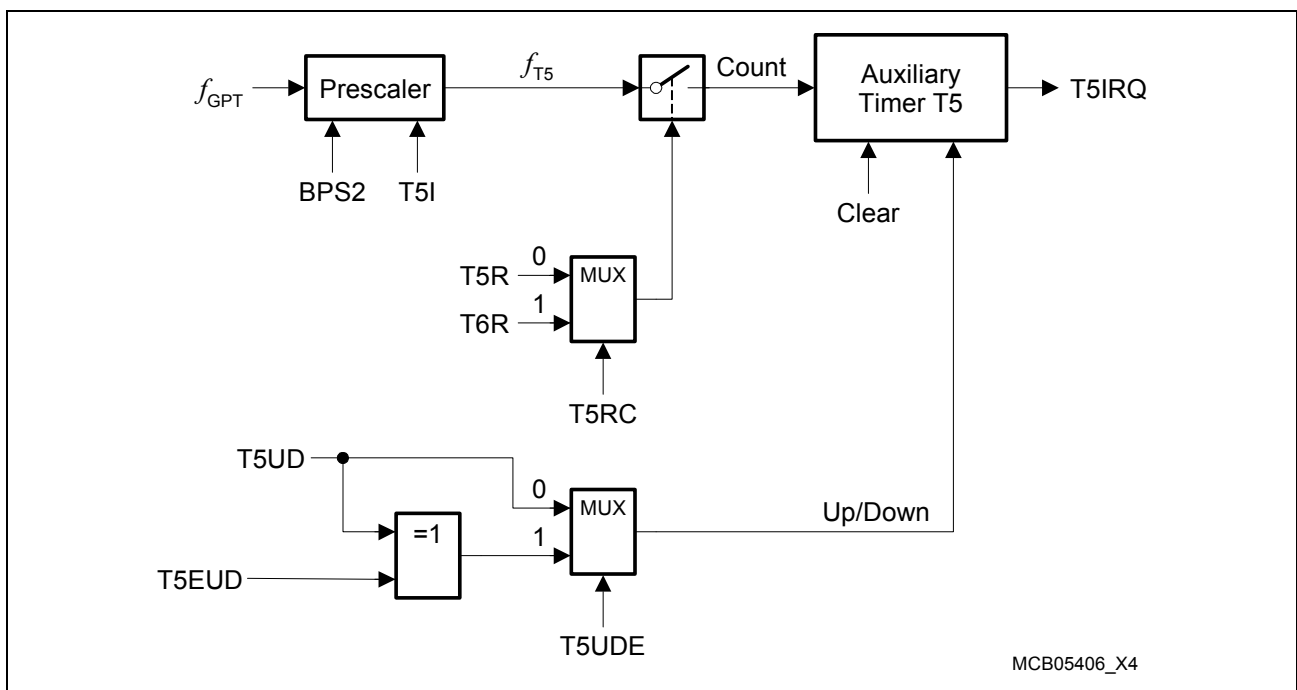 fGPT
Prescaler
fT5
Count
Auxiliary
Timer T5
T5IRQ
BPS2
T5I
Clear
T5R
0
MUX
T6R
1
T5RC
T5UD
0
MUX
=1
1
Up/Down
T5EUD
T5UDE
MCB05406_X4